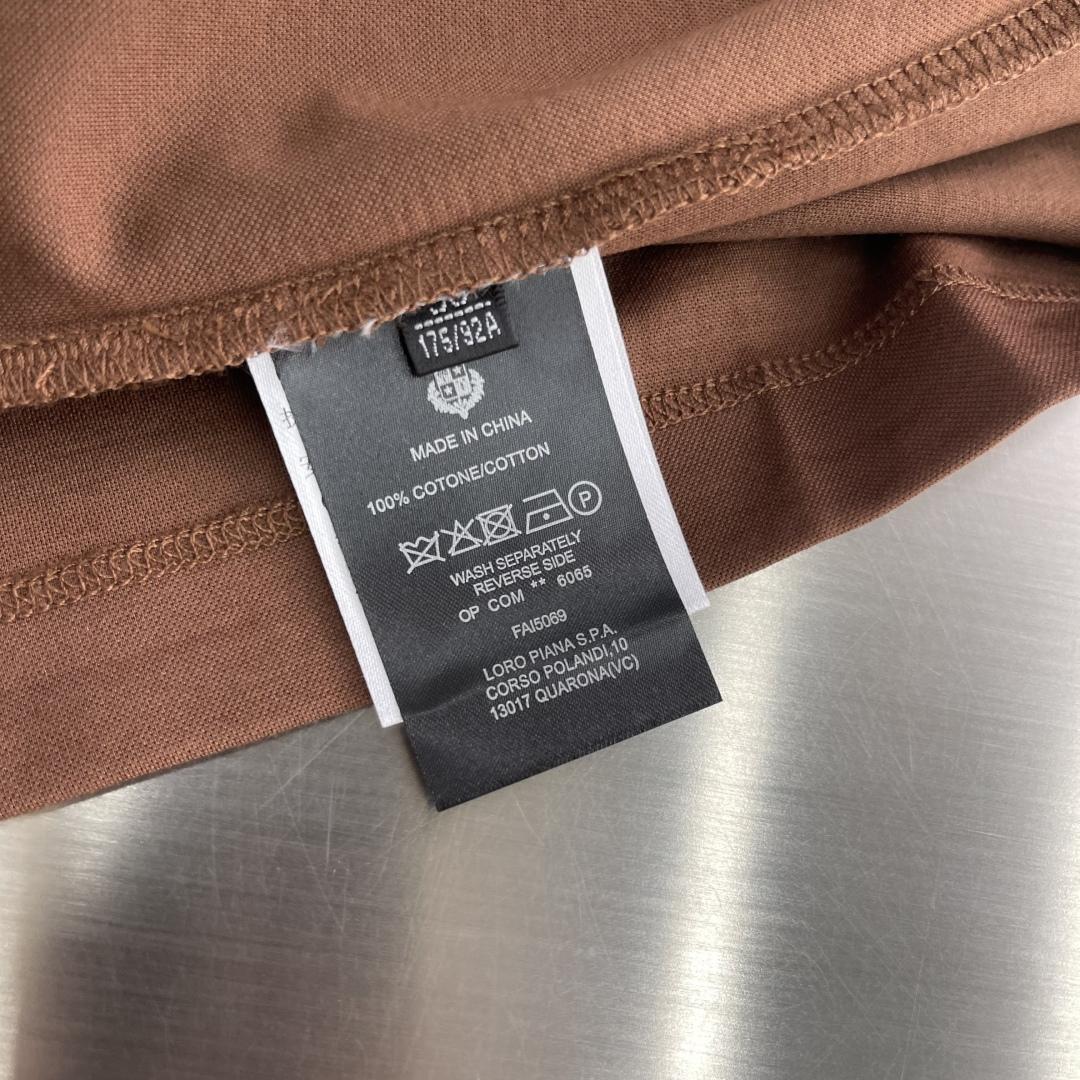 175/92A
MADE IN CHINA
100% COTONE/COTTON
P
WASH SEPARATELY
REVERSE SIDE
OP COM ** 6065
FAI5069
LORO PIANA S.P.A.
CORSO POLANDI,10
13017 QUARONA(VC)